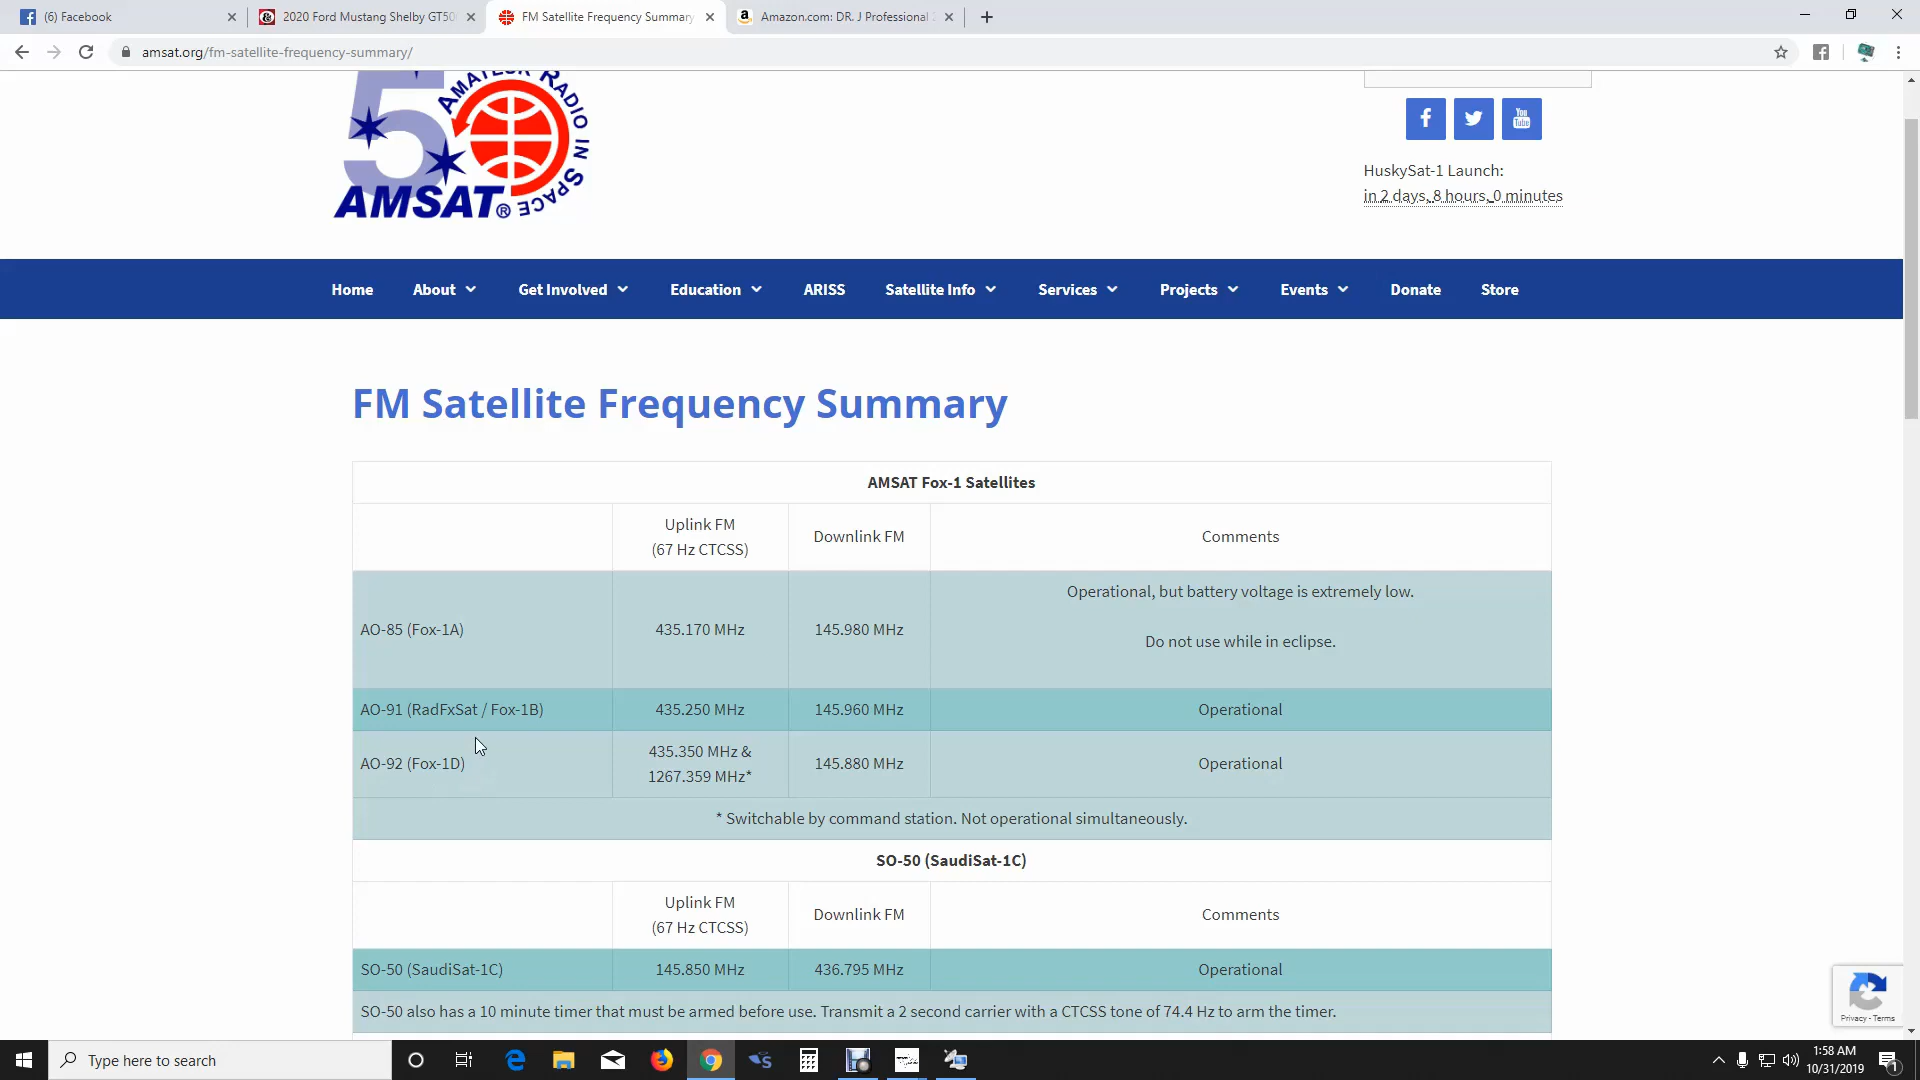 (6) Facebook
2020 Ford Mustang Shelby GT50
FM Satellite Frequency Summary
Amazon.com: DR. J Professional
amsat.org/fm-satellite-frequency-summary/
50
AMATEUR RADIO IN SPACE
AMSAT®
You
Tube
HuskySat-1 Launch:
in 2 days, 8 hours, 0 minutes
Home About Get Involved Education ARISS Satellite Info Services Projects Events Donate Store
FM Satellite Frequency Summary
AMSAT Fox-1 Satellites
Uplink FM
(67 Hz CTCSS)
Downlink FM
Comments
AO-85 (Fox-1A)
435.170 MHz
145.980 MHz
Operational, but battery voltage is extremely low.
Do not use while in eclipse.
AO-91 (RadFxSat / Fox-1B)
435.250 MHz
145.960 MHz
Operational
AO-92 (Fox-1D)
435.350 MHz &
1267.359 MHz*
145.880 MHz
Operational
* Switchable by command station. Not operational simultaneously.
SO-50 (SaudiSat-1C)
Uplink FM
(67 Hz CTCSS)
Downlink FM
Comments
SO-50 (SaudiSat-1C)
145.850 MHz
436.795 MHz
Operational
SO-50 also has a 10 minute timer that must be armed before use. Transmit a 2 second carrier with a CTCSS tone of 74.4 Hz to arm the timer.
Privacy - Terms
Type here to search
1:58 AM
10/31/2019
1